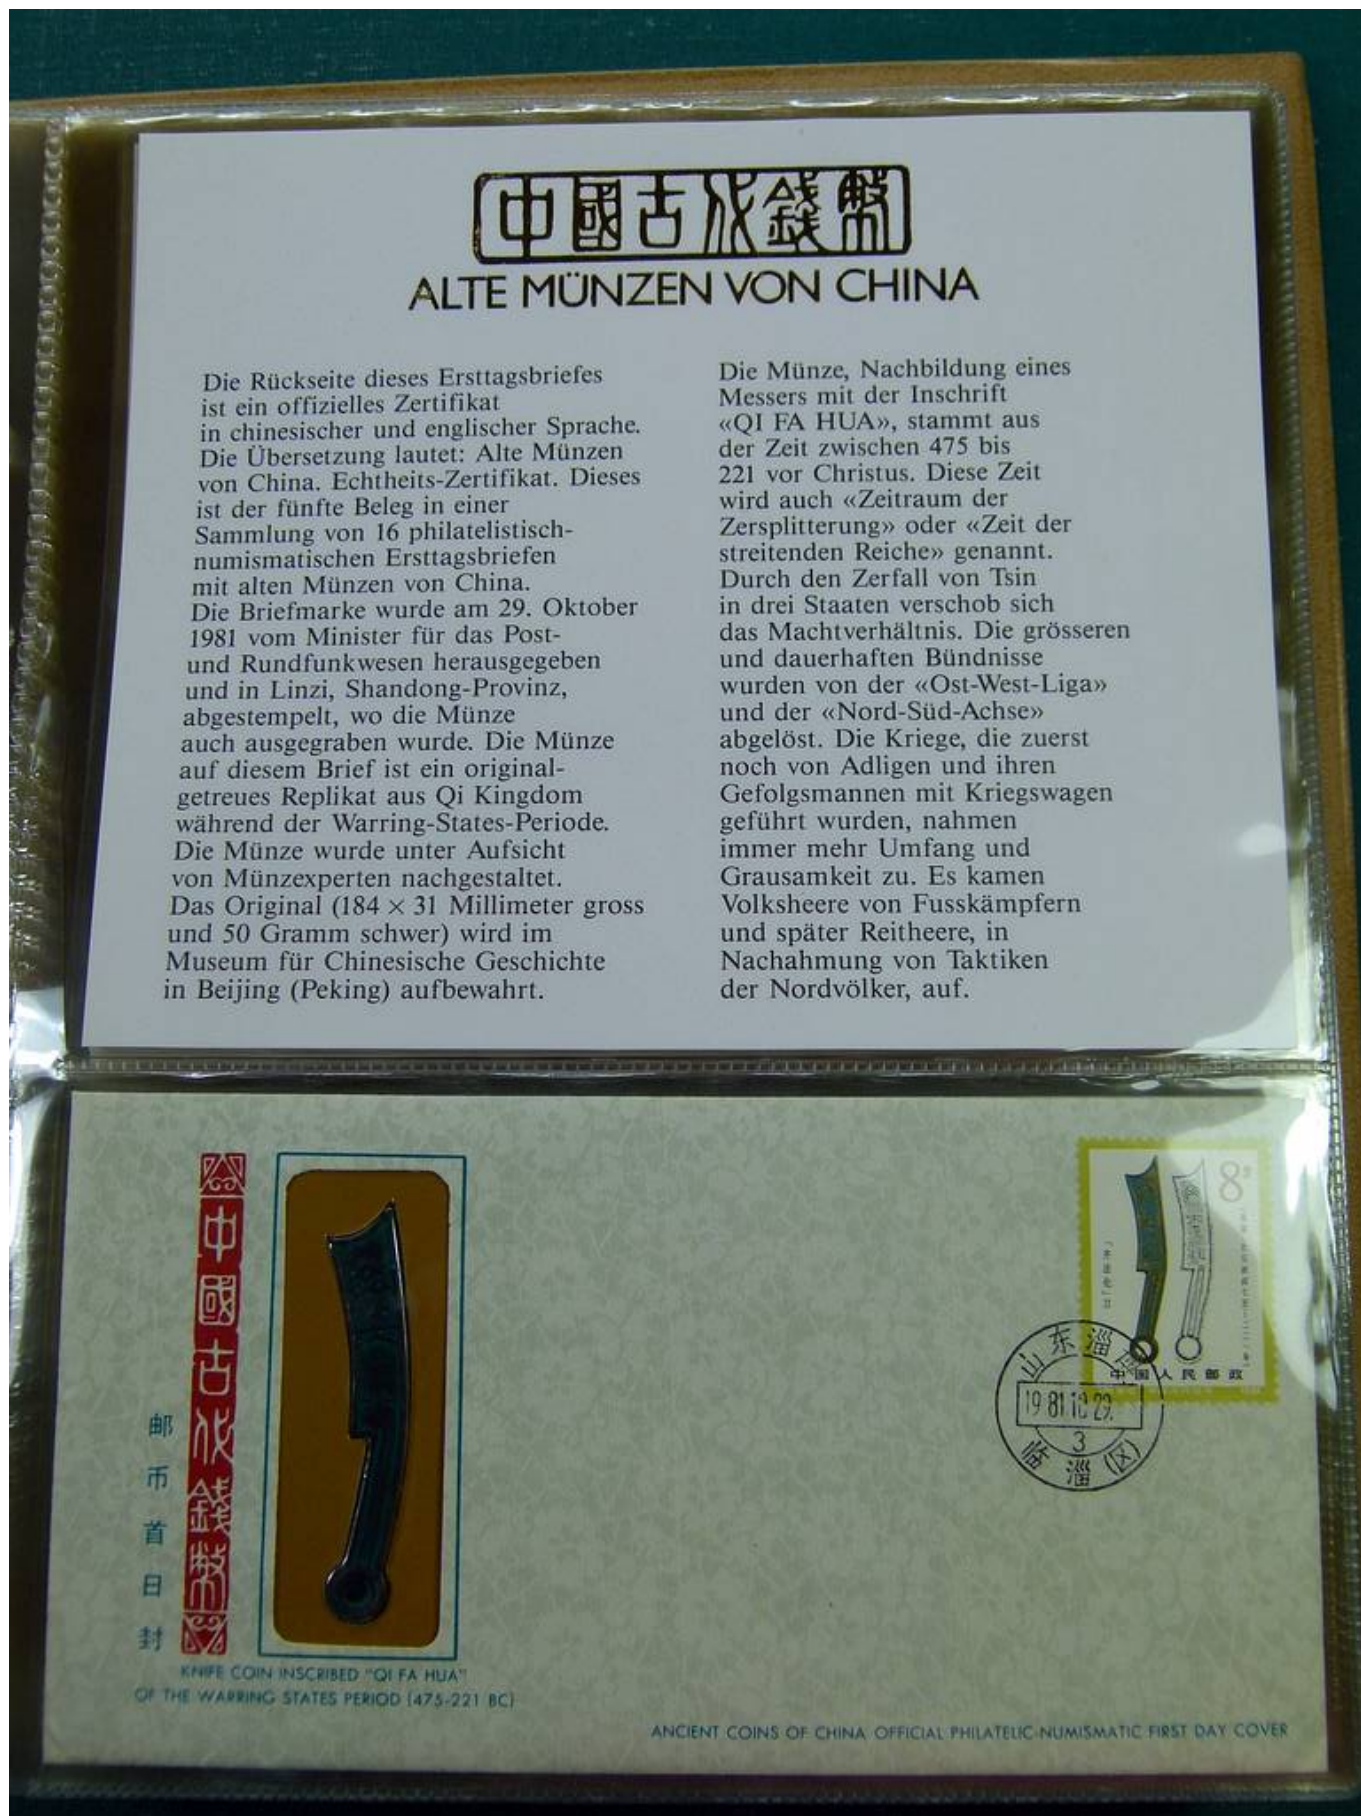 中國古代錢幣
ALTE MÜNZEN VON CHINA
Die Rückseite dieses Ersttagsbriefes
ist ein offizielles Zertifikat
in chinesischer und englischer Sprache.
Die Übersetzung lautet: Alte Münzen
von China. Echtheits-Zertifikat. Dieses
ist der fünfte Beleg in einer
Sammlung von 16 philatelistisch-
numismatischen Ersttagsbriefen
mit alten Münzen von China.
Die Briefmarke wurde am 29. Oktober
1981 vom Minister für das Post-
und Rundfunkwesen herausgegeben
und in Linzi, Shandong-Provinz,
abgestempelt, wo die Münze
auch ausgegraben wurde. Die Münze
auf diesem Brief ist ein original-
getreues Replikat aus Qi Kingdom
während der Warring-States-Periode.
Die Münze wurde unter Aufsicht
von Münzexperten nachgestaltet.
Das Original (184 × 31 Millimeter gross
und 50 Gramm schwer) wird im
Museum für Chinesische Geschichte
in Beijing (Peking) aufbewahrt.
Die Münze, Nachbildung eines
Messers mit der Inschrift
«QI FA HUA», stammt aus
der Zeit zwischen 475 bis
221 vor Christus. Diese Zeit
wird auch «Zeitraum der
Zersplitterung» oder «Zeit der
streitenden Reiche» genannt.
Durch den Zerfall von Tsin
in drei Staaten verschob sich
das Machtverhältnis. Die grösseren
und dauerhaften Bündnisse
wurden von der «Ost-West-Liga»
und der «Nord-Süd-Achse»
abgelöst. Die Kriege, die zuerst
noch von Adligen und ihren
Gefolgsmannen mit Kriegswagen
geführt wurden, nahmen
immer mehr Umfang und
Grausamkeit zu. Es kamen
Volksheere von Fusskämpfern
und später Reitheere, in
Nachahmung von Taktiken
der Nordvölker, auf.
中國古代錢幣
邮币首日封
KNIFE COIN INSCRIBED "QI FA HUA"
OF THE WARRING STATES PERIOD (475-221 BC)
8
中国人民邮政
山东淄
1981.10.29.
3
临淄(区)
ANCIENT COINS OF CHINA OFFICIAL PHILATELIC-NUMISMATIC FIRST DAY COVER